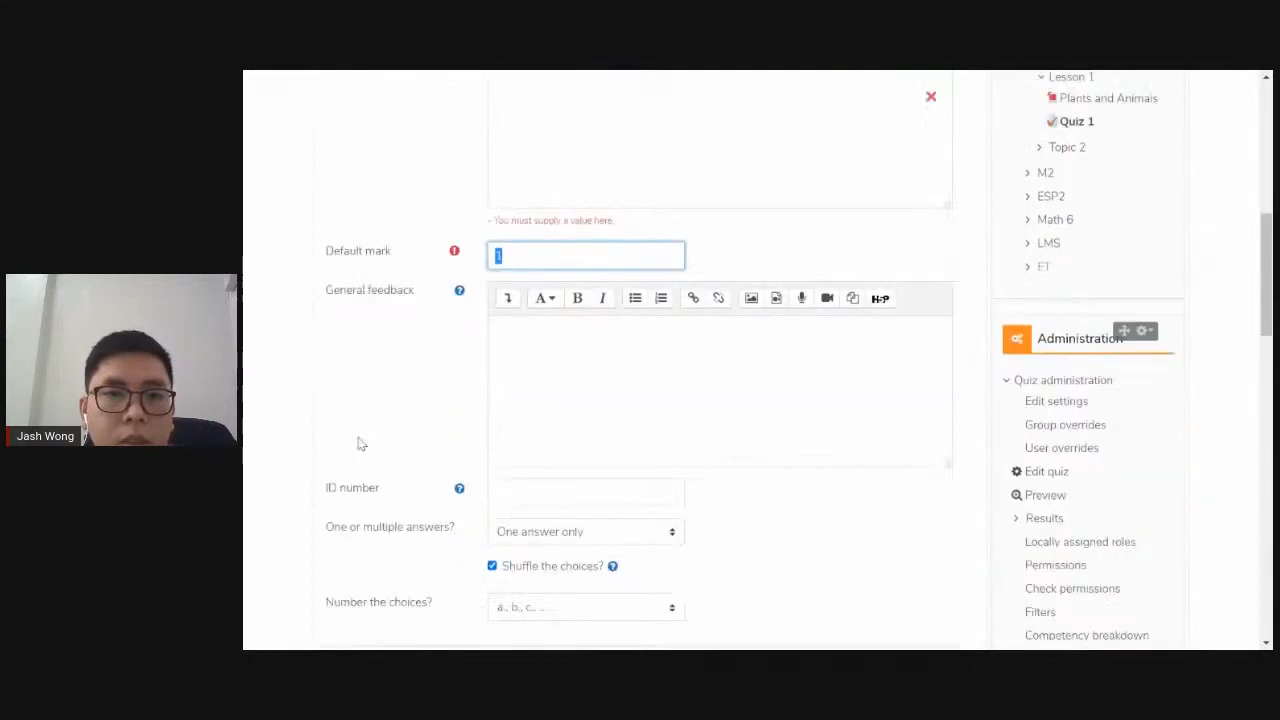 Lesson 1
Plants and Animals
Quiz 1
Topic 2
M2
ESP2
Math 6
LMS
ET
- You must supply a value here.
Default mark
1
General feedback
A
B
I
H-P
Administration
Quiz administration
Edit settings
Group overrides
User overrides
Edit quiz
Preview
Results
Locally assigned roles
Permissions
Check permissions
Filters
Competency breakdown
ID number
One or multiple answers?
One answer only
Shuffle the choices?
Number the choices?
a., b., c., ...
Jash Wong